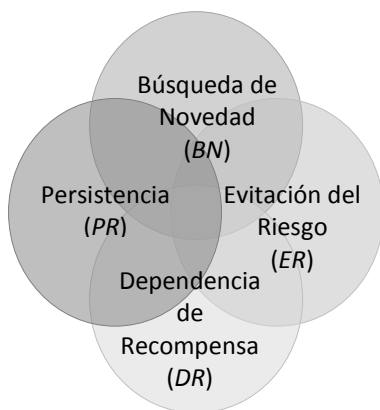 Búsqueda de
Novedad
(BN)
Persistencia
(PR)
Evitación del
Riesgo
(ER)
Dependencia
de
Recompensa
(DR)